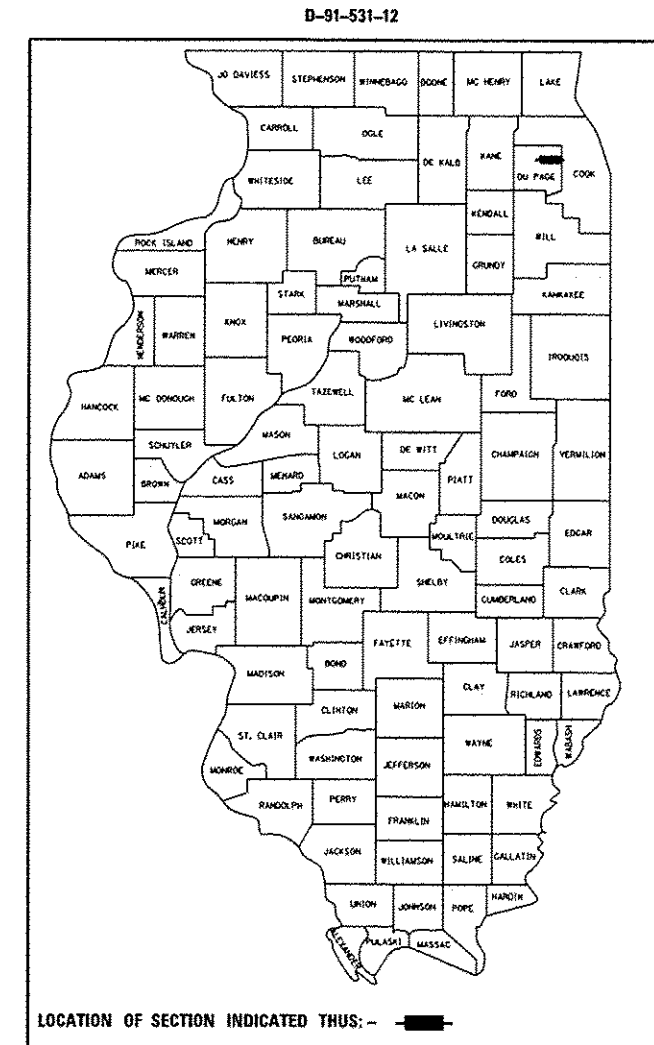 D-91-531-12
JO DAVIESS STEPHENSON WINNEBAGO BOONE MC HENRY LAKE
CARROLL OGLE DE KALB KANE COOK
DU PAGE
WHITESIDE LEE
KENDALL
WILL
ROCK ISLAND HENRY BUREAU LA SALLE
GRUNDY
MERCER PUTNAM
KANKAKEE
STARK MARSHALL
HENDERSON WARREN KNOX PEORIA WOODFORD LIVINGSTON
IROQUOIS
HANCOCK MC DONOUGH FULTON TAZEWELL MC LEAN FORD
MASON
SCHUYLER LOGAN DE WITT CHAMPAIGN VERMILION
ADAMS BROWN CASS MENARD PIATT
MACON
MORGAN SANGAMON DOUGLAS
PIKE SCOTT MOULTRIE EDGAR
CHRISTIAN COLES
GREENE SHELBY
CALHOUN MACOUPIN MONTGOMERY CUMBERLAND CLARK
JERSEY
FAYETTE EFFINGHAM JASPER CRAWFORD
BOND
MADISON CLAY
RICHLAND LAWRENCE
CLINTON MARION
ST. CLAIR WAYNE EDWARDS WABASH
WASHINGTON
MONROE JEFFERSON
RANDOLPH PERRY HAMILTON WHITE
FRANKLIN
JACKSON WILLIAMSON SALINE GALLATIN
HARDIN
UNION JOHNSON POPE
ALEXANDER PULASKI MASSAC
LOCATION OF SECTION INDICATED THUS: -